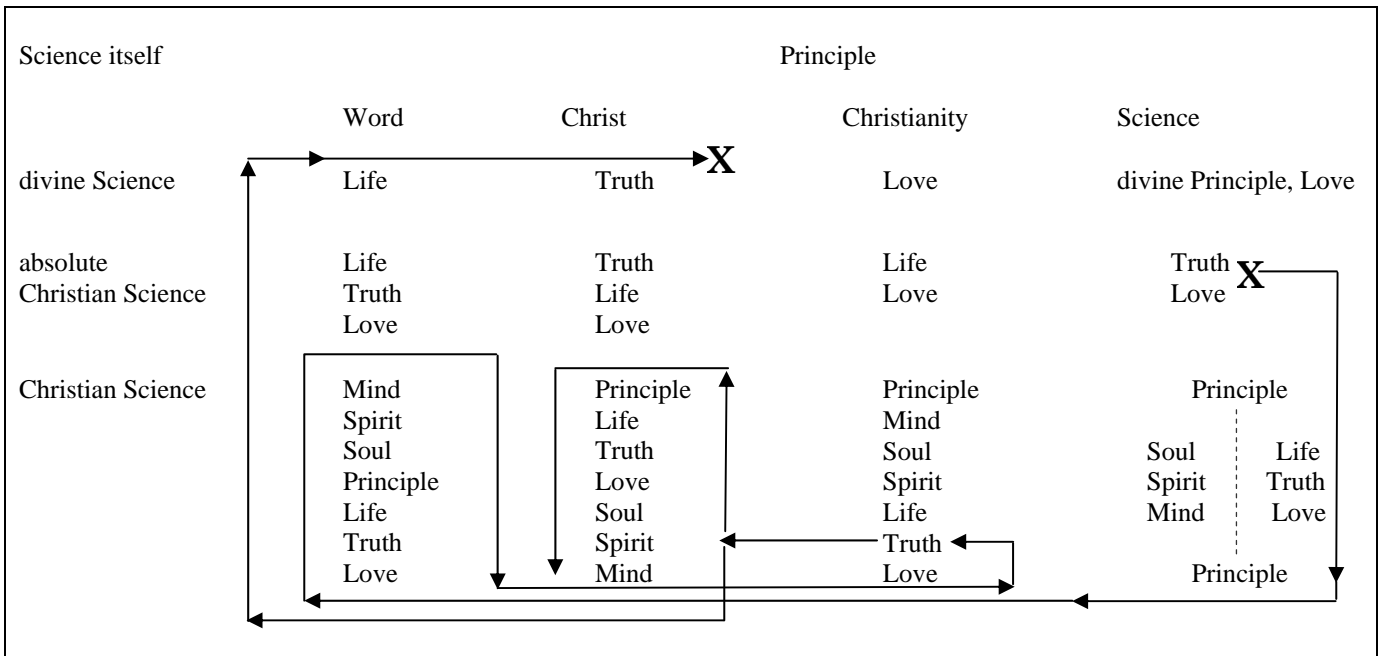 Science itself Principle
Word Christ Christianity Science
X
divine Science Life Truth Love divine Principle, Love
absolute Life Truth Life Truth X
Christian Science Truth Life Love Love
Love Love
Christian Science Mind Principle Principle Principle
Spirit Life Mind
Soul Truth Soul Soul Life
Principle Love Spirit Spirit Truth
Life Soul Life Mind Love
Truth Spirit Truth
Love Mind Love Principle